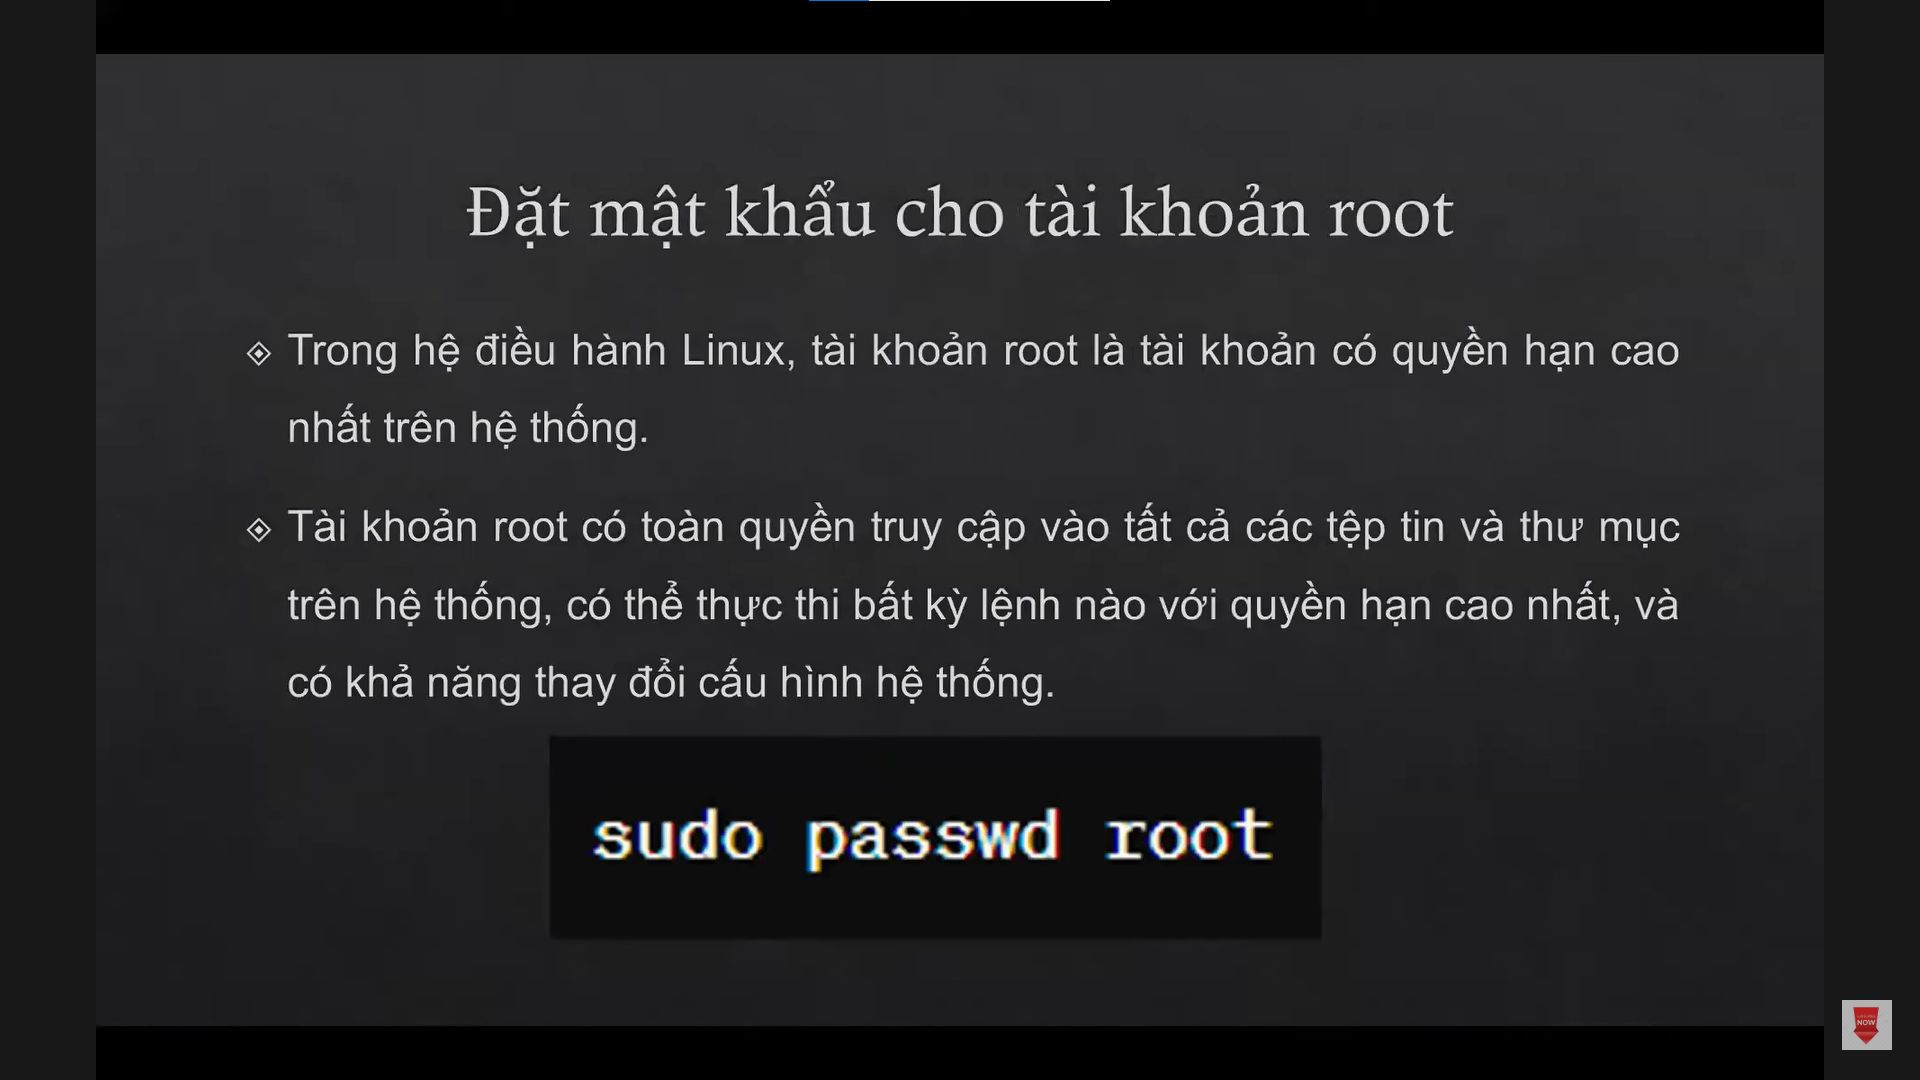 Đặt mật khẩu cho tài khoản root
Trong hệ điều hành Linux, tài khoản root là tài khoản có quyền hạn cao
nhất trên hệ thống.
Tài khoản root có toàn quyền truy cập vào tất cả các tệp tin và thư mục
trên hệ thống, có thể thực thi bất kỳ lệnh nào với quyền hạn cao nhất, và
có khả năng thay đổi cấu hình hệ thống.
sudo passwd root
NOW